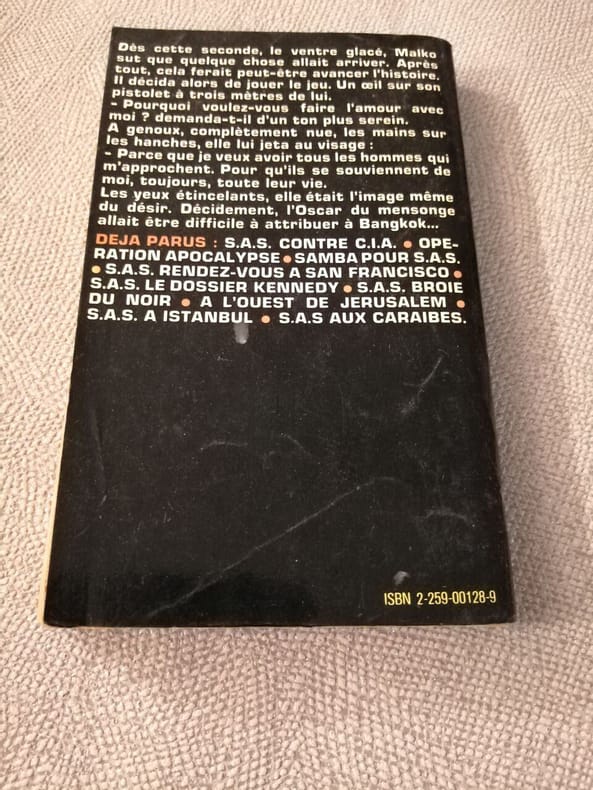 Dès cette seconde, le ventre glacé, Malko
sut que quelque chose allait arriver. Après
tout, cela ferait peut-être avancer l'histoire.
Il décida alors de jouer le jeu. Un œil sur son
pistolet à trois mètres de lui.
- Pourquoi voulez-vous faire l'amour avec
moi ? demanda-t-il d'un ton plus serein.
A genoux, complètement nue, les mains sur
les hanches, elle lui jeta au visage :
- Parce que je veux avoir tous les hommes qui
m'approchent. Pour qu'ils se souviennent de
moi, toujours, toute leur vie.
Les yeux étincelants, elle était l'image même
du désir. Décidement, l'Oscar du mensonge
allait être difficile à attribuer à Bangkok...
DEJA PARUS : S.A.S. CONTRE C.I.A. ● OPE-
RATION APOCALYPSE ● SAMBA POUR S.A.S.
● S.A.S. RENDEZ-VOUS A SAN FRANCISCO ●
S.A.S. LE DOSSIER KENNEDY ● S.A.S. BROIE
DU NOIR ● A L'OUEST DE JERUSALEM ●
S.A.S. A ISTANBUL ● S.A.S AUX CARAIBES.
ISBN 2-259-00128-9